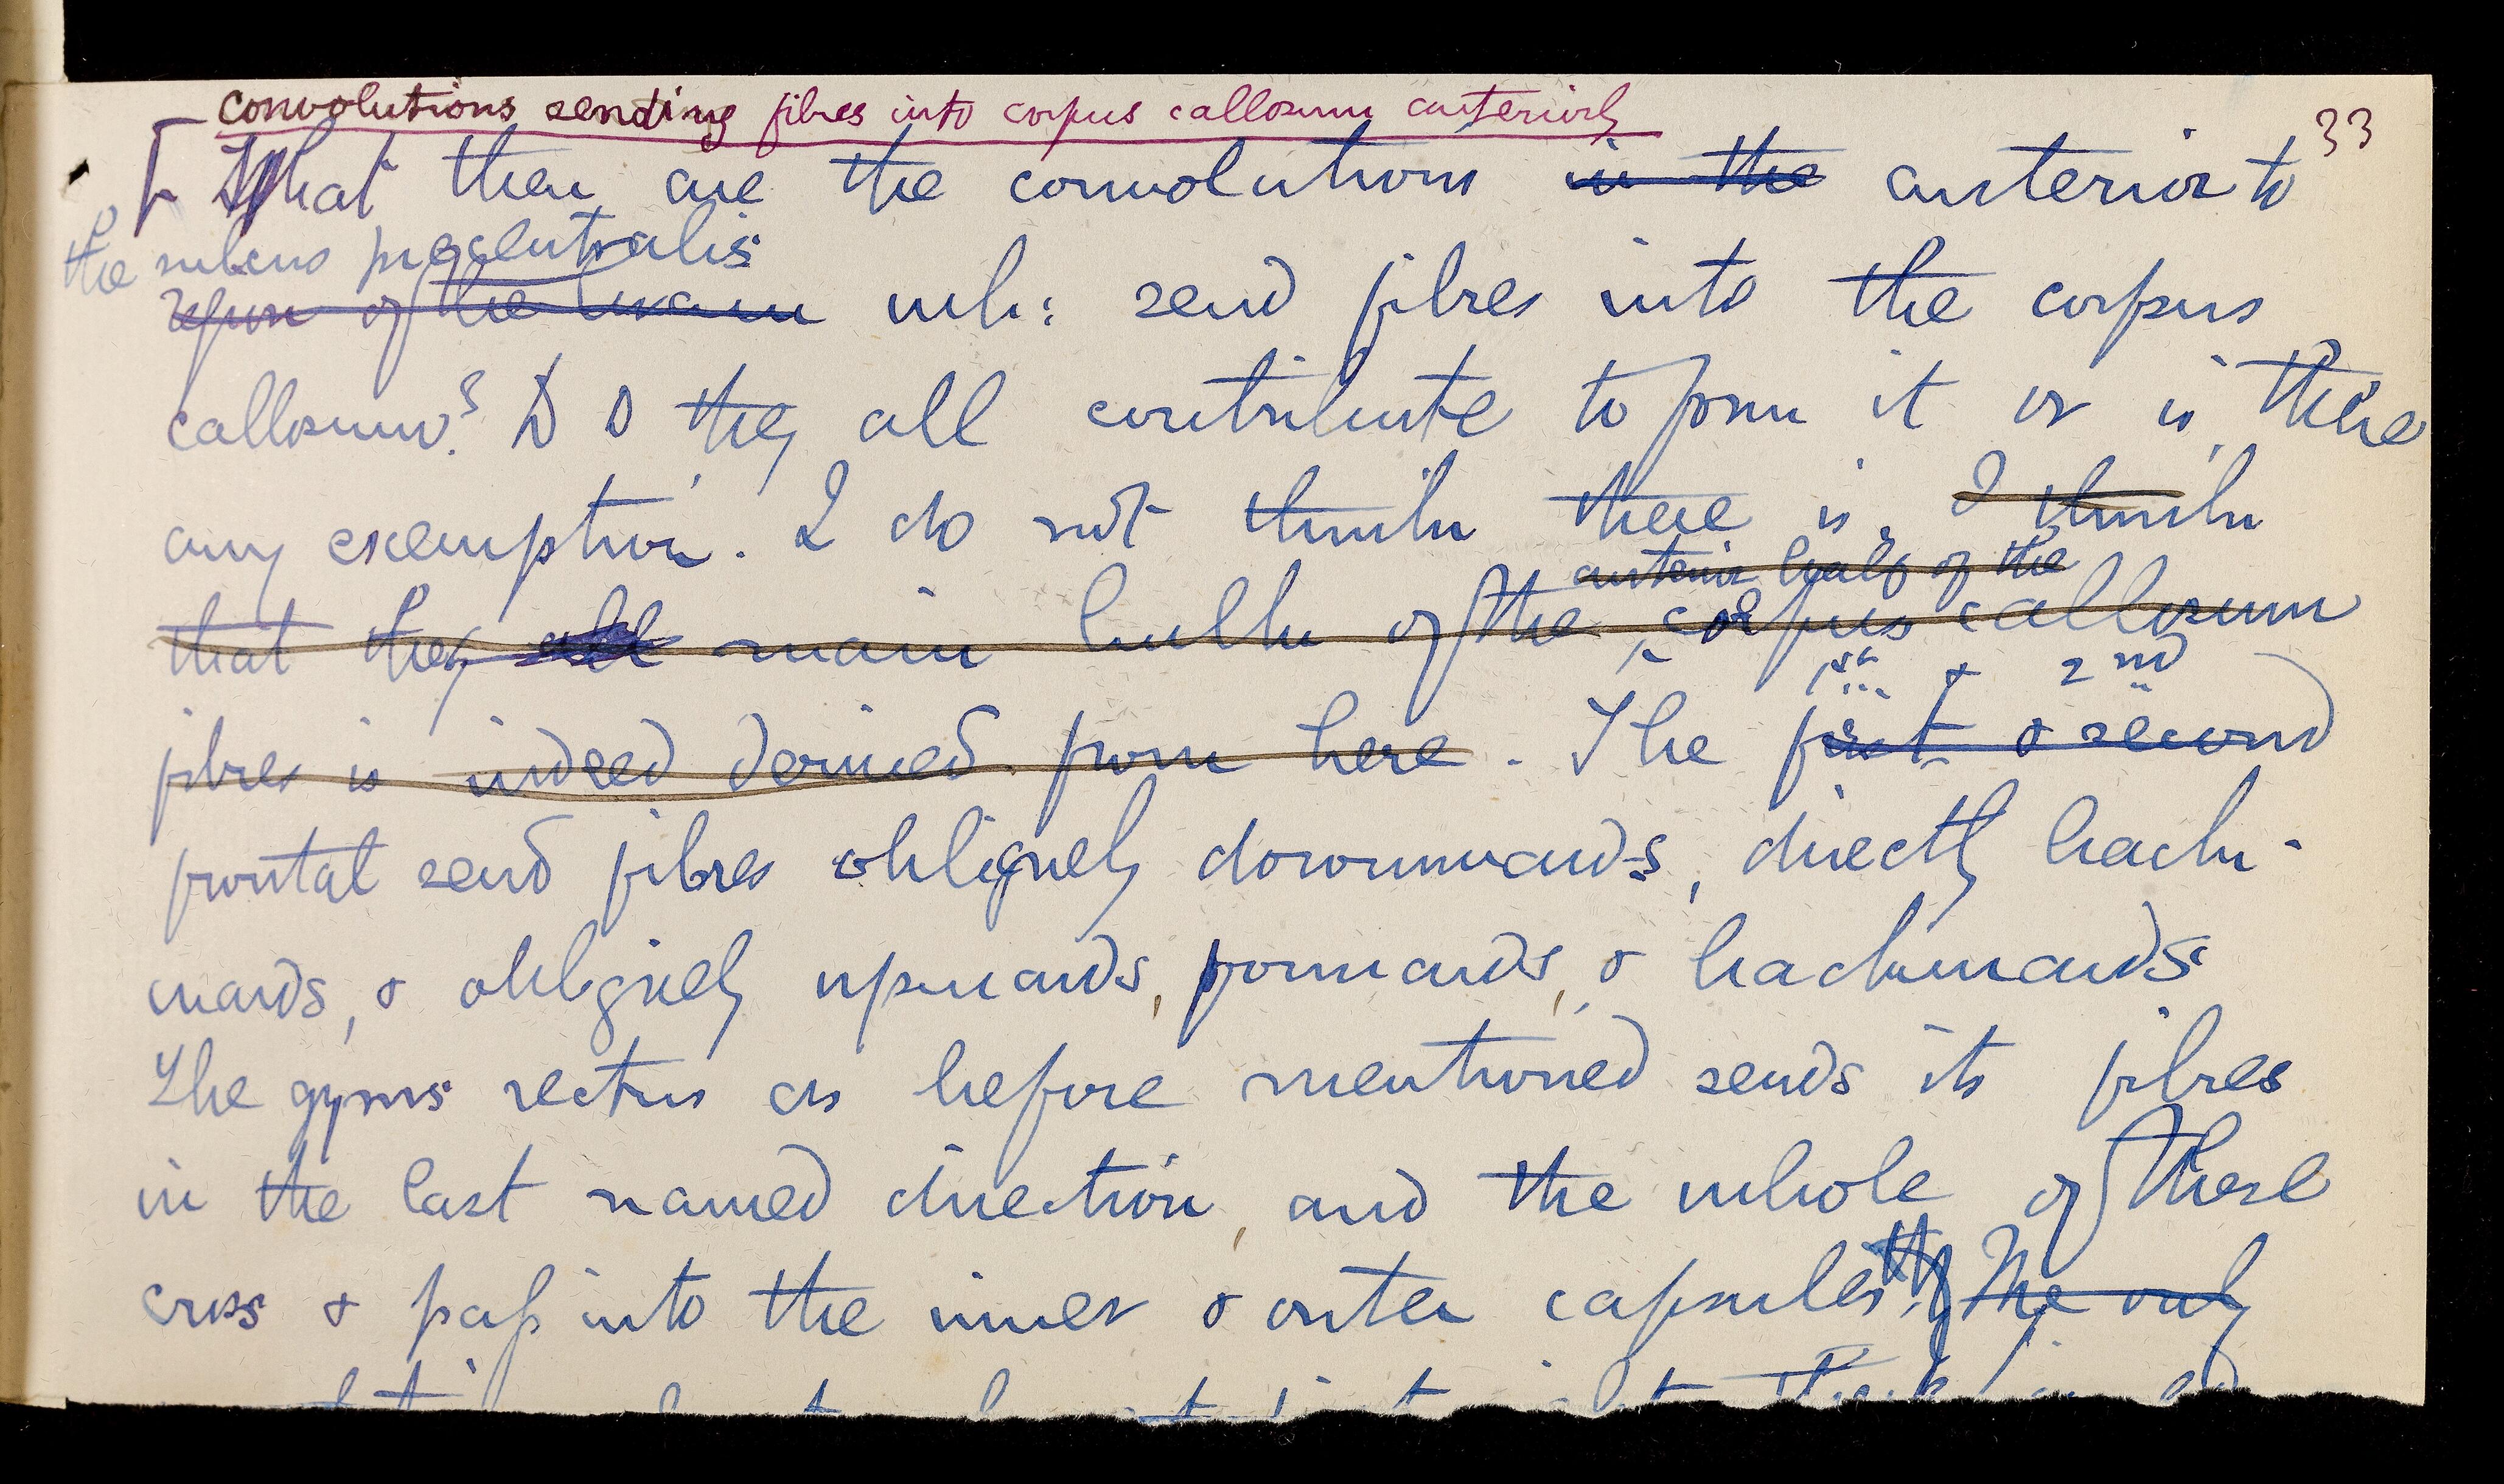 convolutions sending fibres into corpus callosum anteriorly
33
[What then are the convolutions in the anterior to
the sulcus precentralis
region of the brain wh: send fibres into the corpus
callosum? Do they all contribute to form it or is there
any exemption. I do not think there is. I think
anterior half of the
that they all main bulk of the corpus callosum
1st & 2nd
fibres is indeed derived from here. The first & second
frontal send fibres obliquely downwards, directly back-
wards, & obliquely upwards, forwards, & backwards
The gyrus rectus as before mentioned sends its fibres
in the last named direction, and the whole of these
cross & pass into the inner & outer capsules. The only